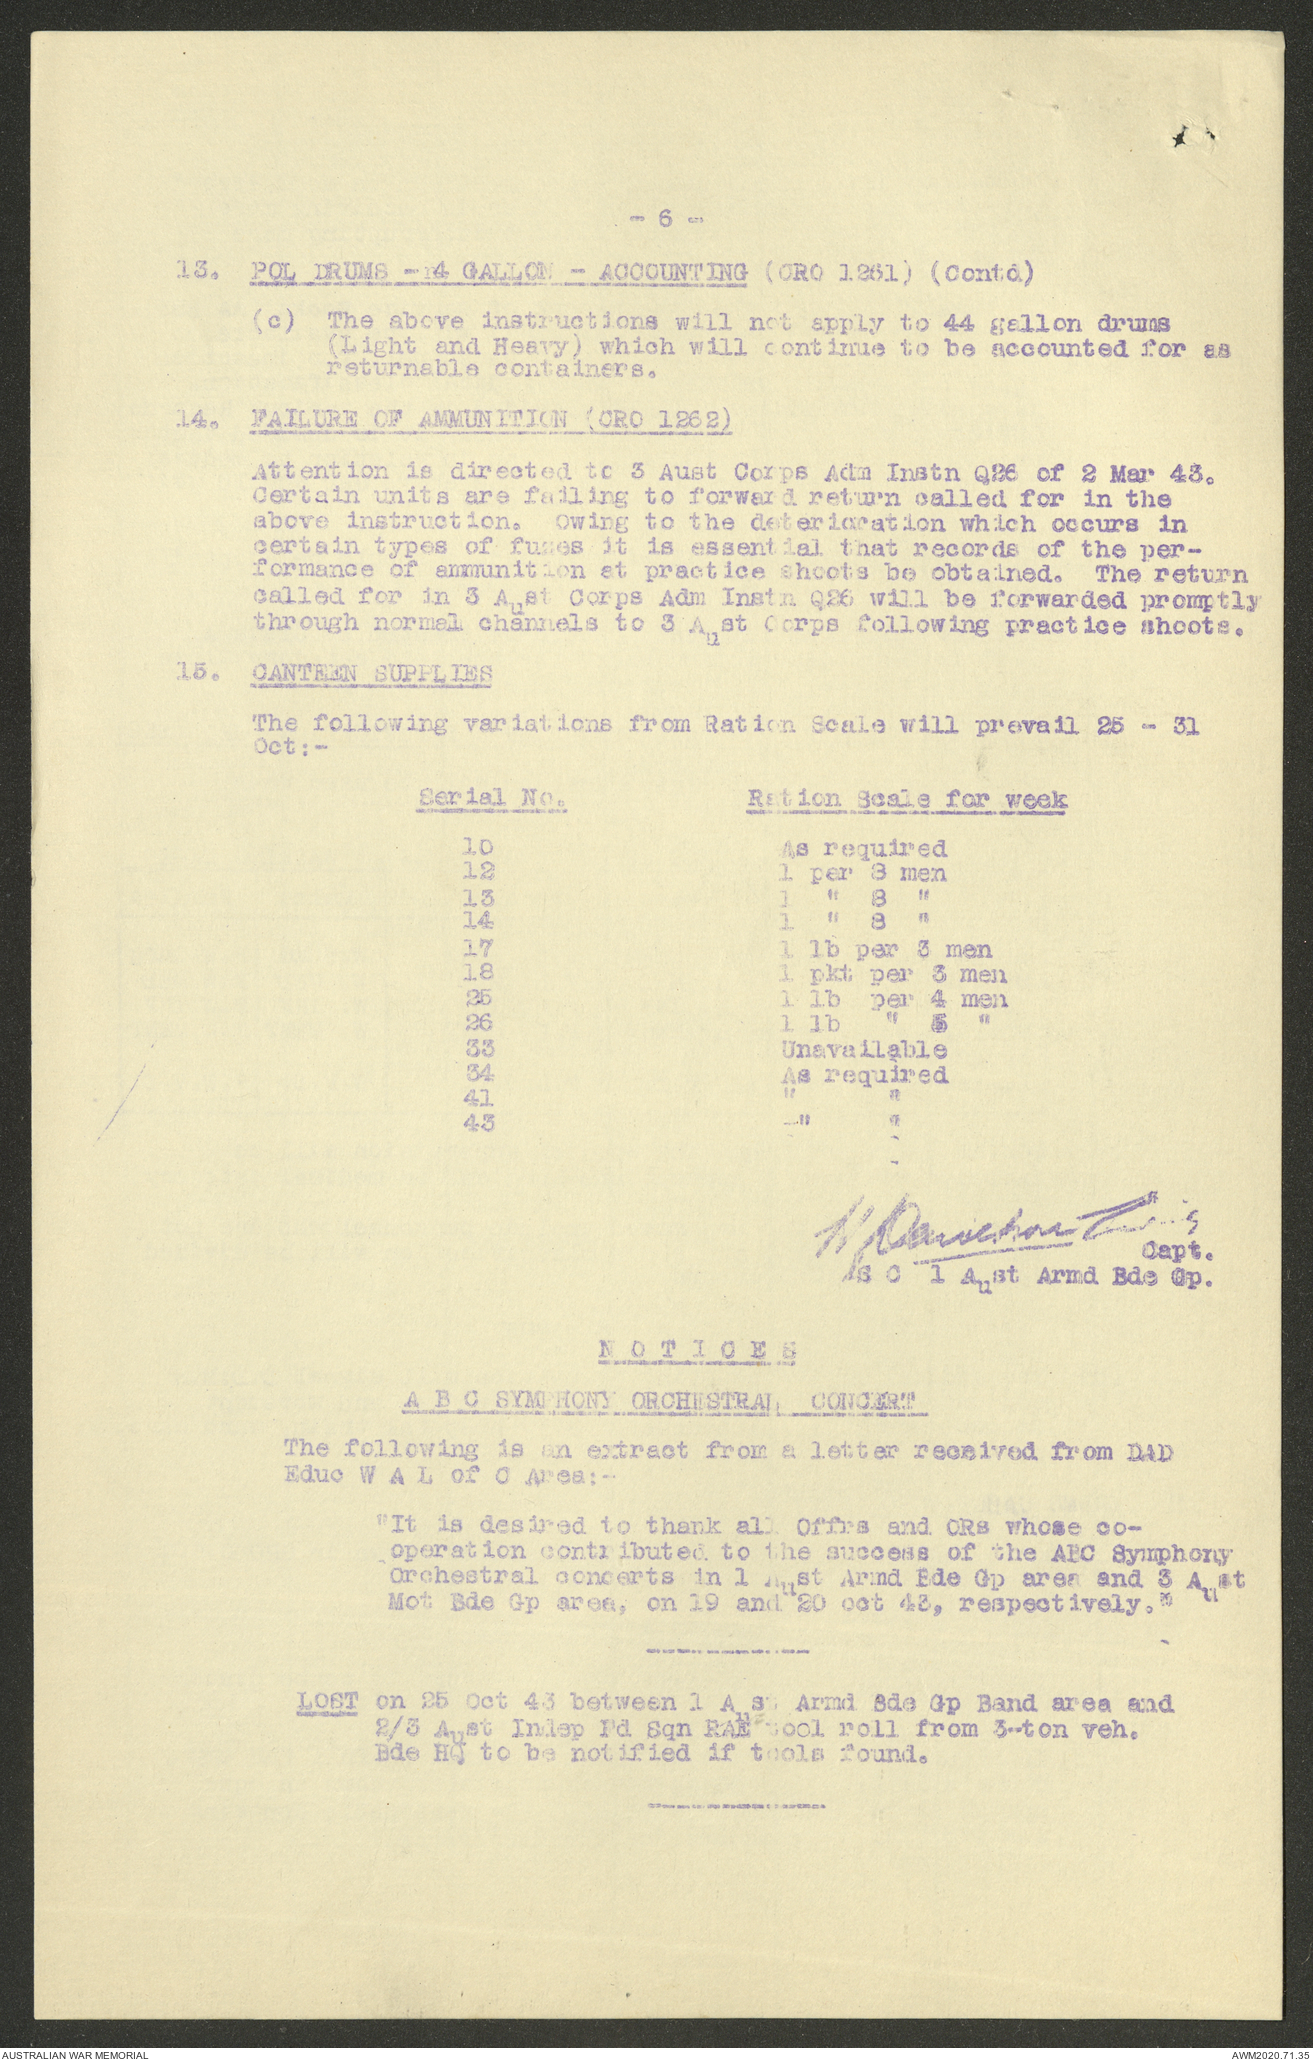 - 6 -
13. POL DRUMS - 4 GALLON - ACCOUNTING (CRO 1261) (Contd)
(c) The above instructions will not apply to 44 gallon drums
(Light and Heavy) which will continue to be accounted for as
returnable containers.
14. FAILURE OF AMMUNITION (CRO 1262)
Attention is directed to 3 Aust Corps Adm Instn Q26 of 2 Mar 43.
Certain units are failing to forward return called for in the
above instruction. Owing to the deterioration which occurs in
certain types of fuzes it is essential that records of the per-
formance of ammunition at practice shoots be obtained. The return
called for in 3 Aust Corps Adm Instn Q26 will be forwarded promptly
through normal channels to 3 Aust Corps following practice shoots.
15. CANTEEN SUPPLIES
The following variations from Ration Scale will prevail 25 - 31
Oct:-
Serial No. Ration Scale for week
10 As required
12 1 per 8 men
13 1 " 8 "
14 1 " 8 "
17 1 lb per 3 men
18 1 pkt per 3 men
25 1 lb per 4 men
26 1 lb " 5 "
33 Unavailable
34 As required
41 " "
43 -" "
Capt.
S C 1 Aust Armd Bde Gp.
N O T I C E S
A B C SYMPHONY ORCHESTRAL CONCERT
The following is an extract from a letter received from DAD
Educ W A L of C Area:-
"It is desired to thank all Offrs and ORs whose co-
operation contributed to the success of the ABC Symphony
Orchestral concerts in 1 Aust Armd Bde Gp area and 3 Aust
Mot Bde Gp area, on 19 and 20 oct 43, respectively."
LOST on 25 Oct 43 between 1 Aust Armd Bde Gp Band area and
2/3 Aust Indep Fd Sqn RAE tool roll from 3-ton veh.
Bde HQ to be notified if tools found.
AUSTRALIAN WAR MEMORIAL AWM2020.71.35